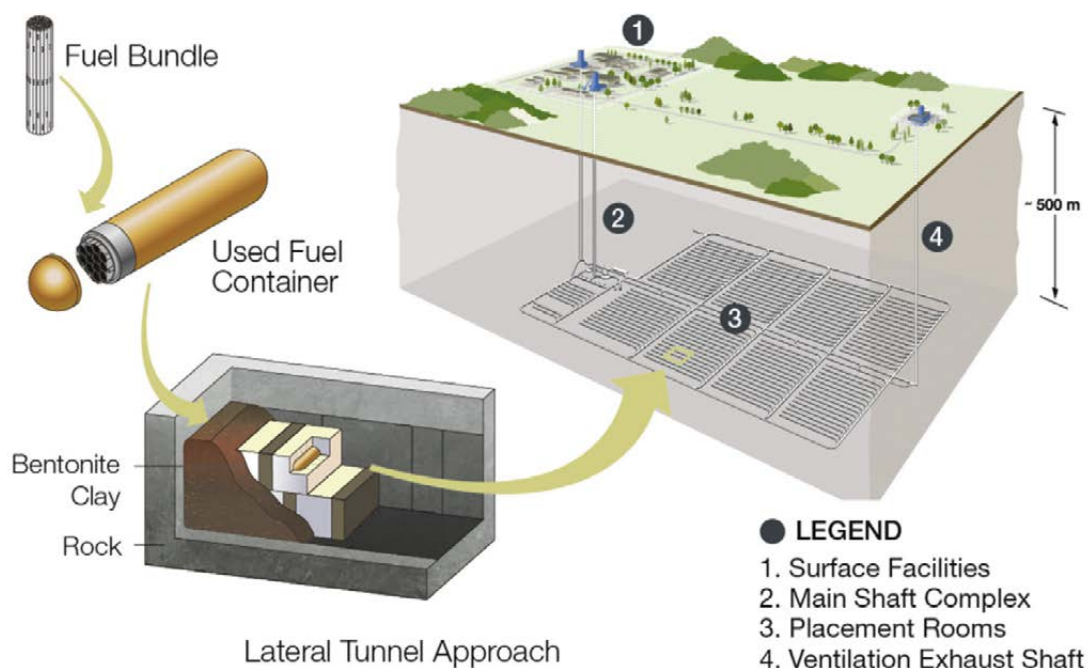 Fuel Bundle
Used Fuel
Container
Bentonite
Clay
Rock
Lateral Tunnel Approach
1
2
3
4
~ 500 m
LEGEND
1. Surface Facilities
2. Main Shaft Complex
3. Placement Rooms
4. Ventilation Exhaust Shaft